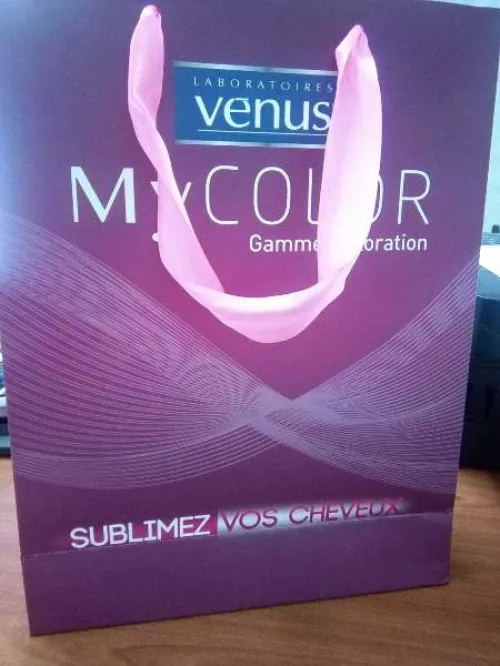 LABORATOIRES
venus
MyCOLOR
Gamme
SUBLIMEZ VOS CHEVEUX